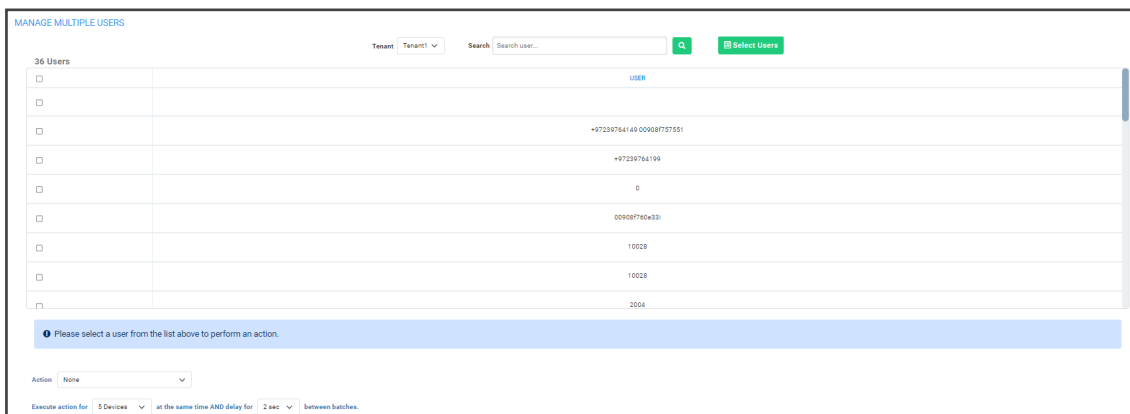 MANAGE MULTIPLE USERS
Tenant Tenant1 Search Search user... Select Users
36 Users
USER
+97239764149 00908f757551
+97239764199
0
00908f760e33i
10028
10028
2004
Please select a user from the list above to perform an action.
Action None
Execute action for 5 Devices at the same time AND delay for 2 sec between batches.